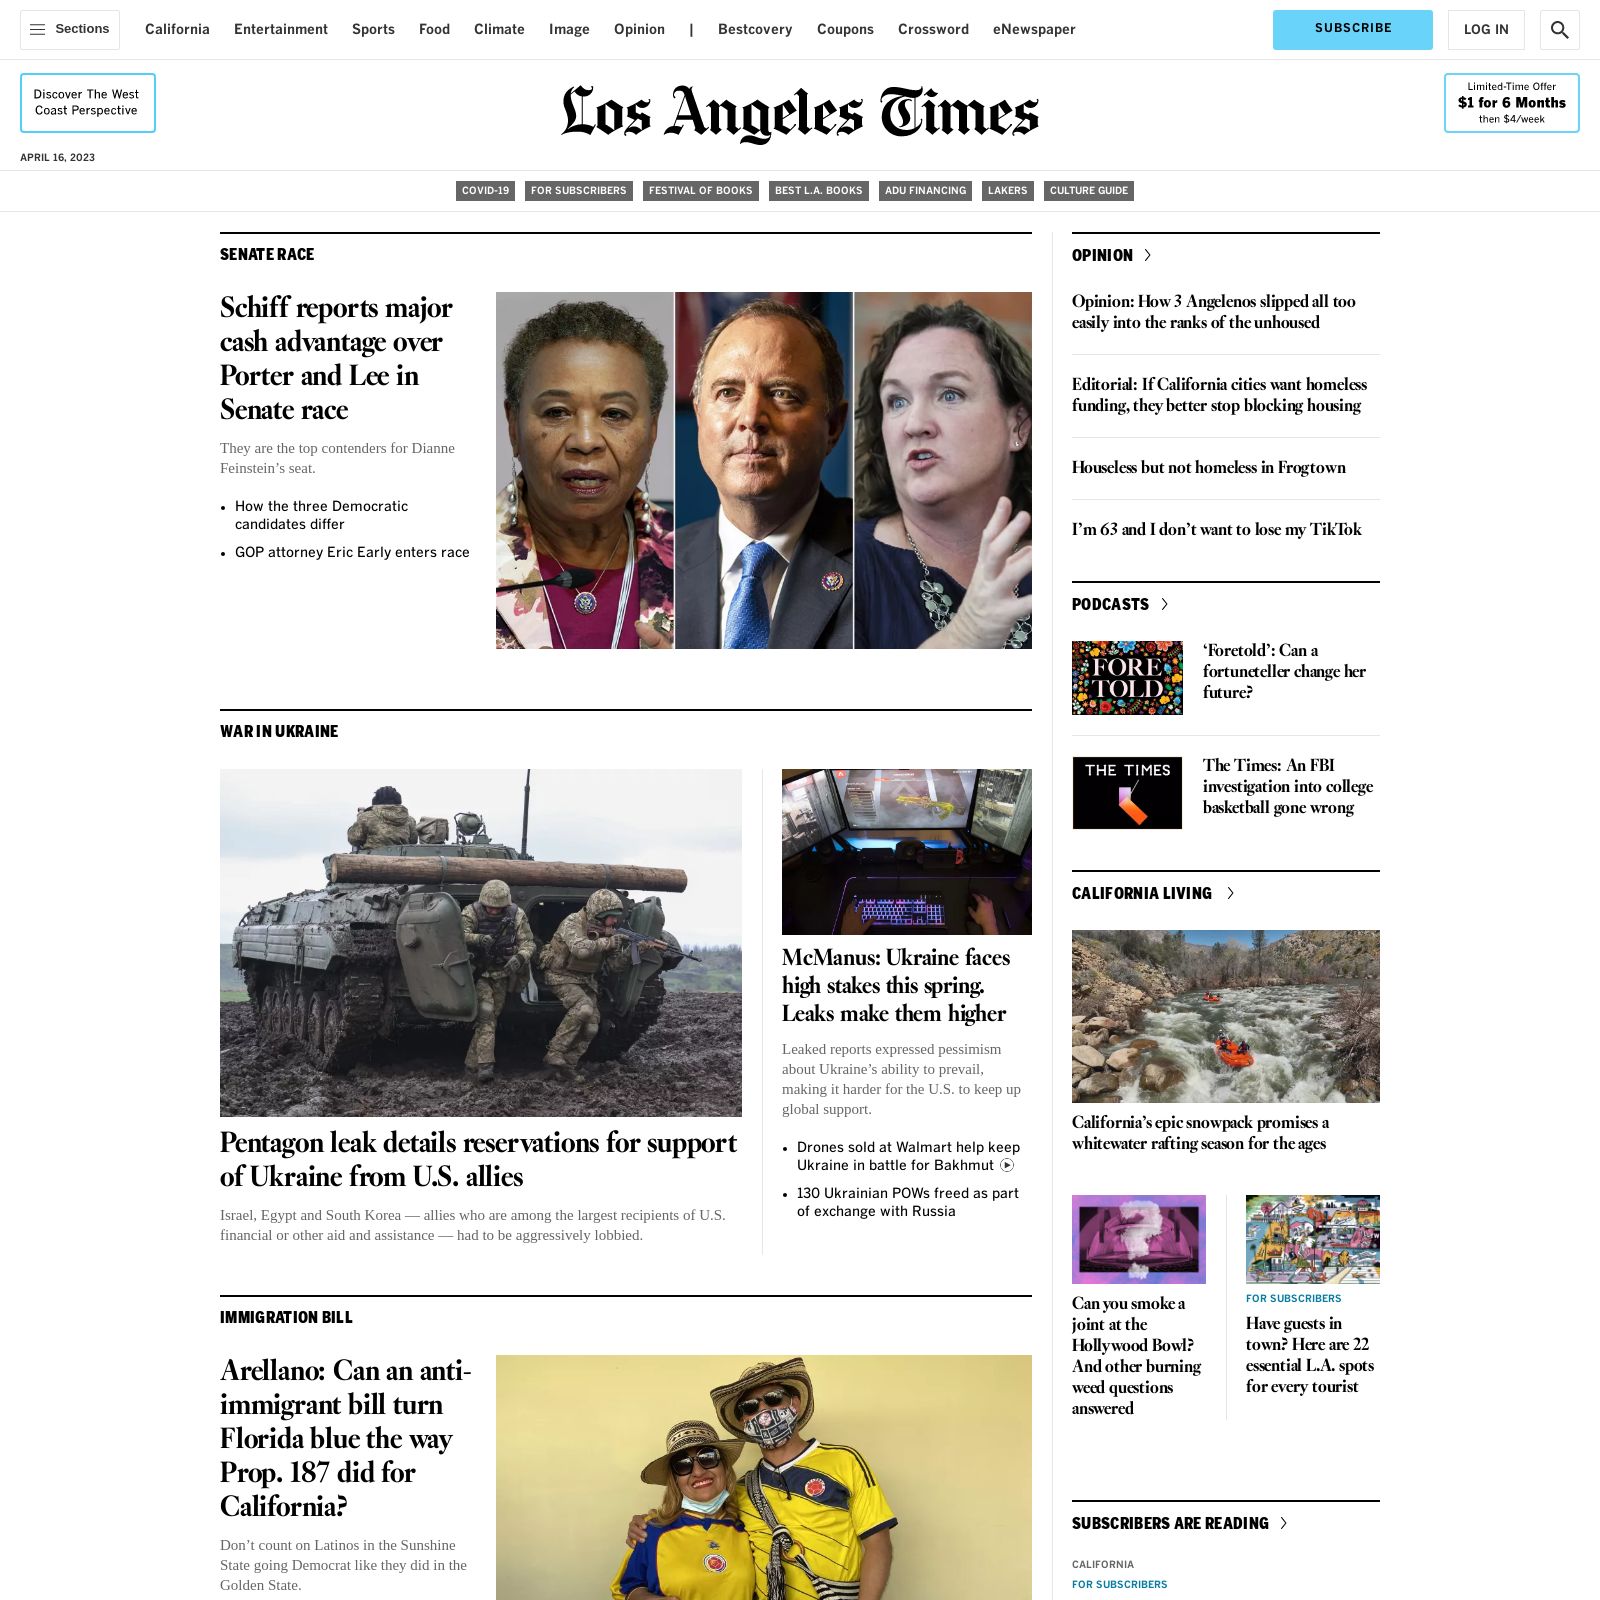 Sections
California
Entertainment
Sports
Food
Climate
Image
Opinion
|
Bestcovery
Coupons
Crossword
eNewspaper
SUBSCRIBE
LOG IN
Discover The West
Coast Perspective
Los Angeles Times
Limited-Time Offer
$1 for 6 Months
then $4/week
APRIL 16, 2023
COVID-19
FOR SUBSCRIBERS
FESTIVAL OF BOOKS
BEST L.A. BOOKS
ADU FINANCING
LAKERS
CULTURE GUIDE
SENATE RACE
Schiff reports major
cash advantage over
Porter and Lee in
Senate race
They are the top contenders for Dianne
Feinstein’s seat.
• How the three Democratic
candidates differ
• GOP attorney Eric Early enters race
WAR IN UKRAINE
Pentagon leak details reservations for support
of Ukraine from U.S. allies
Israel, Egypt and South Korea — allies who are among the largest recipients of U.S.
financial or other aid and assistance — had to be aggressively lobbied.
McManus: Ukraine faces
high stakes this spring.
Leaks make them higher
Leaked reports expressed pessimism
about Ukraine’s ability to prevail,
making it harder for the U.S. to keep up
global support.
• Drones sold at Walmart help keep
Ukraine in battle for Bakhmut
• 130 Ukrainian POWs freed as part
of exchange with Russia
IMMIGRATION BILL
Arellano: Can an anti-
immigrant bill turn
Florida blue the way
Prop. 187 did for
California?
Don’t count on Latinos in the Sunshine
State going Democrat like they did in the
Golden State.
OPINION
Opinion: How 3 Angelenos slipped all too
easily into the ranks of the unhoused
Editorial: If California cities want homeless
funding, they better stop blocking housing
Houseless but not homeless in Frogtown
I’m 63 and I don’t want to lose my TikTok
PODCASTS
FORE
TOLD
‘Foretold’: Can a
fortuneteller change her
future?
THE TIMES
The Times: An FBI
investigation into college
basketball gone wrong
CALIFORNIA LIVING
California’s epic snowpack promises a
whitewater rafting season for the ages
Can you smoke a
joint at the
Hollywood Bowl?
And other burning
weed questions
answered
FOR SUBSCRIBERS
Have guests in
town? Here are 22
essential L.A. spots
for every tourist
SUBSCRIBERS ARE READING
CALIFORNIA
FOR SUBSCRIBERS